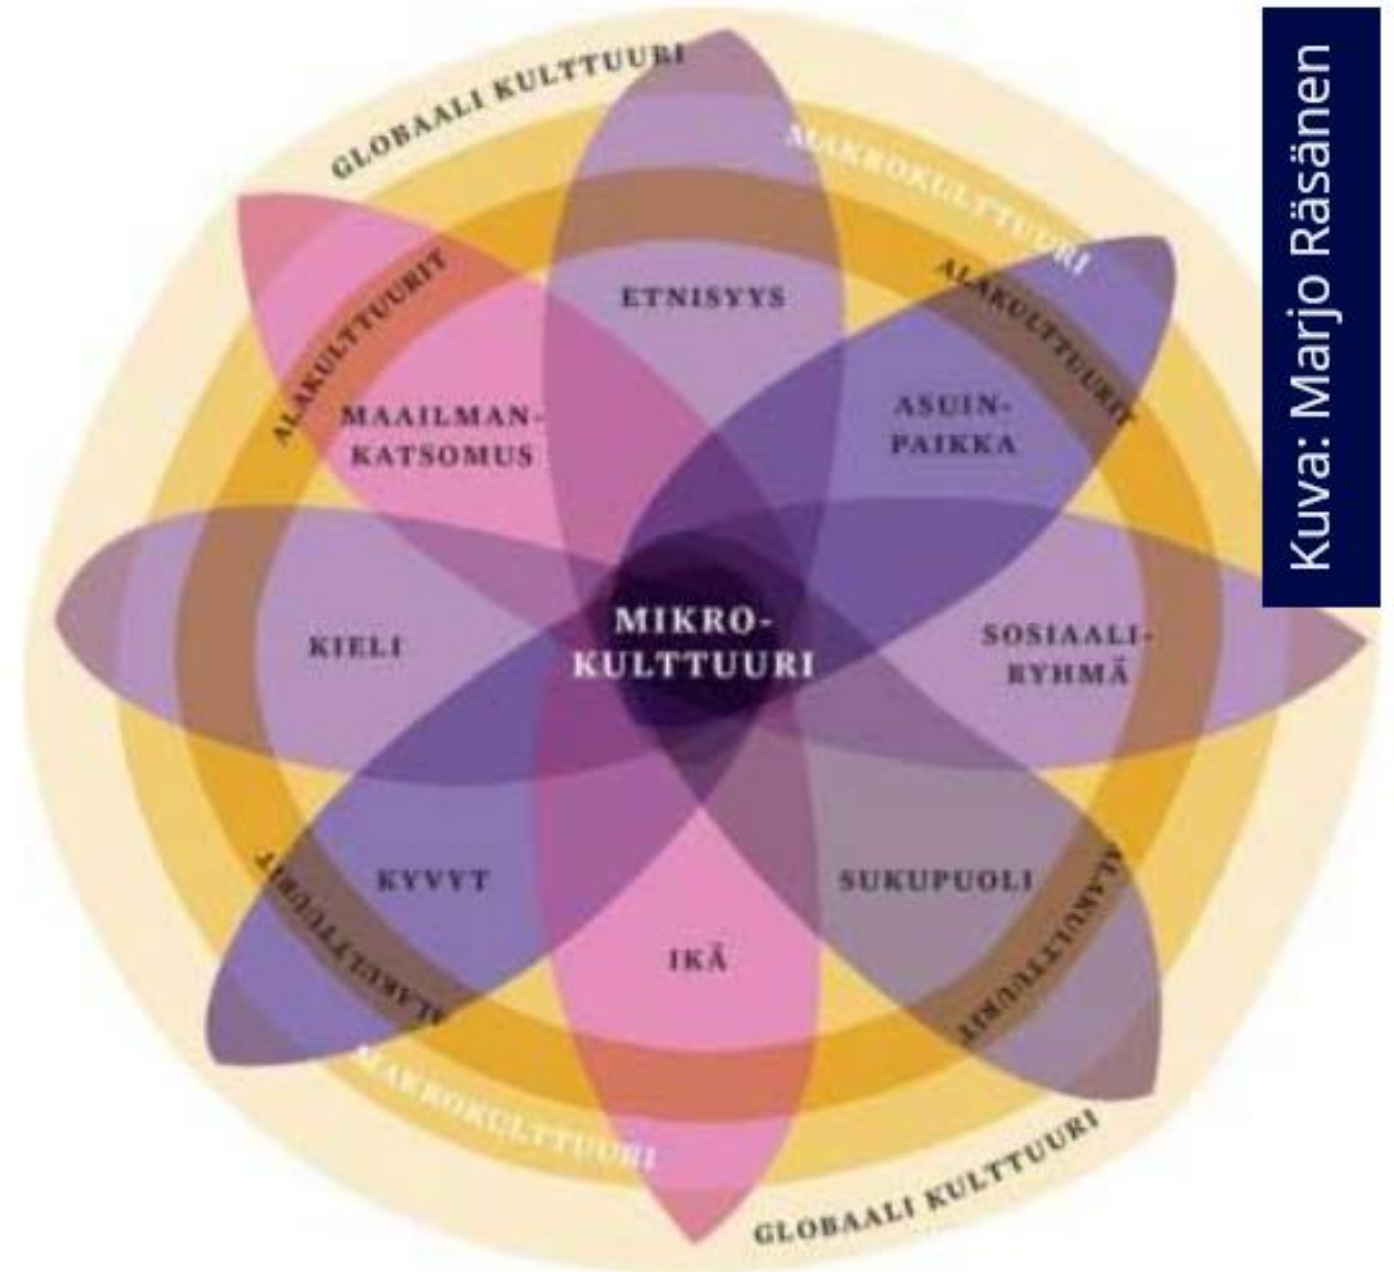 GLOBAALI KULTTUURI
MAKROKULTTUURI
ALAKULTTUURIT
ALAKULTTUURIT
ETNISYYS
MAAILMAN-
KATSOMUS
ASUIN-
PAIKKA
KIELI
MIKRO-
KULTTUURI
SOSIAALI-
RYHMÄ
KYVYT
SUKUPUOLI
IKÄ
ALAKULTTUURIT
ALAKULTTUURIT
MAKROKULTTUURI
GLOBAALI KULTTUURI
Kuva: Marjo Räsänen